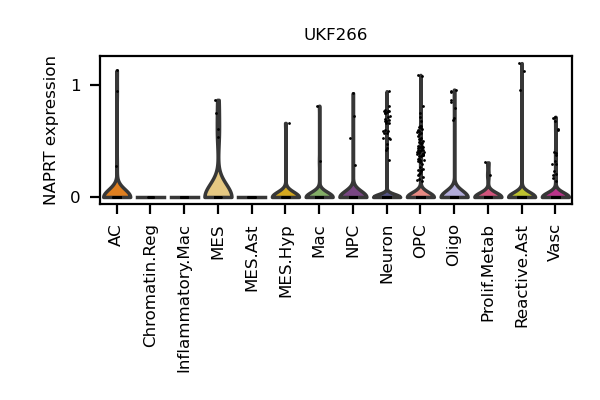 UKF266
NAPRT expression
1
0
AC
Chromatin.Reg
Inflammatory.Mac
MES
MES.Ast
MES.Hyp
Mac
NPC
Neuron
OPC
Oligo
Prolif.Metab
Reactive.Ast
Vasc